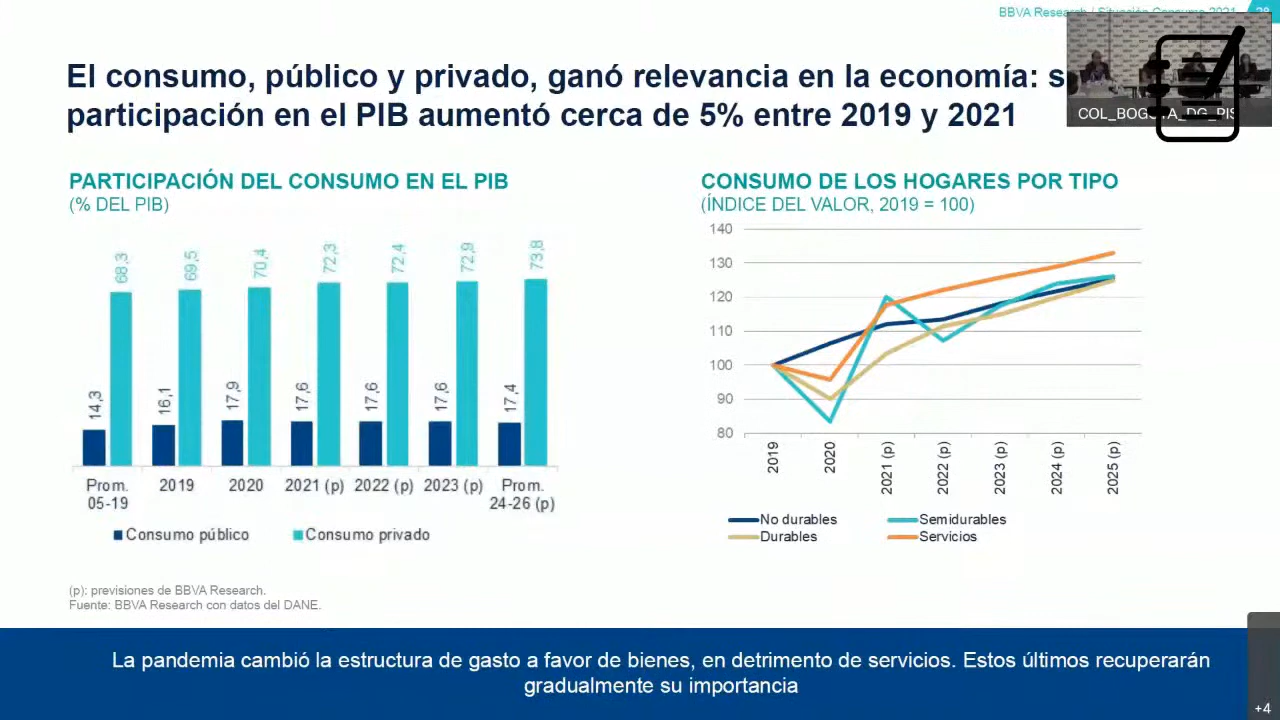 BBVA Research / Situación Consumo 2021
El consumo, público y privado, ganó relevancia en la economía: s
participación en el PIB aumentó cerca de 5% entre 2019 y 2021
PARTICIPACIÓN DEL CONSUMO EN EL PIB
(% DEL PIB)
68,3
69,5
70,4
72,3
72,4
72,9
73,8
14,3
16,1
17,9
17,6
17,6
17,6
17,4
Prom. 05-19
2019
2020
2021 (p)
2022 (p)
2023 (p)
Prom. 24-26 (p)
Consumo público
Consumo privado
CONSUMO DE LOS HOGARES POR TIPO
(ÍNDICE DEL VALOR, 2019 = 100)
140
130
120
110
100
90
80
2019
2020
2021 (p)
2022 (p)
2023 (p)
2024 (p)
2025 (p)
No durables
Semidurables
Durables
Servicios
(p): previsiones de BBVA Research.
Fuente: BBVA Research con datos del DANE.
La pandemia cambió la estructura de gasto a favor de bienes, en detrimento de servicios. Estos últimos recuperarán
gradualmente su importancia
+4